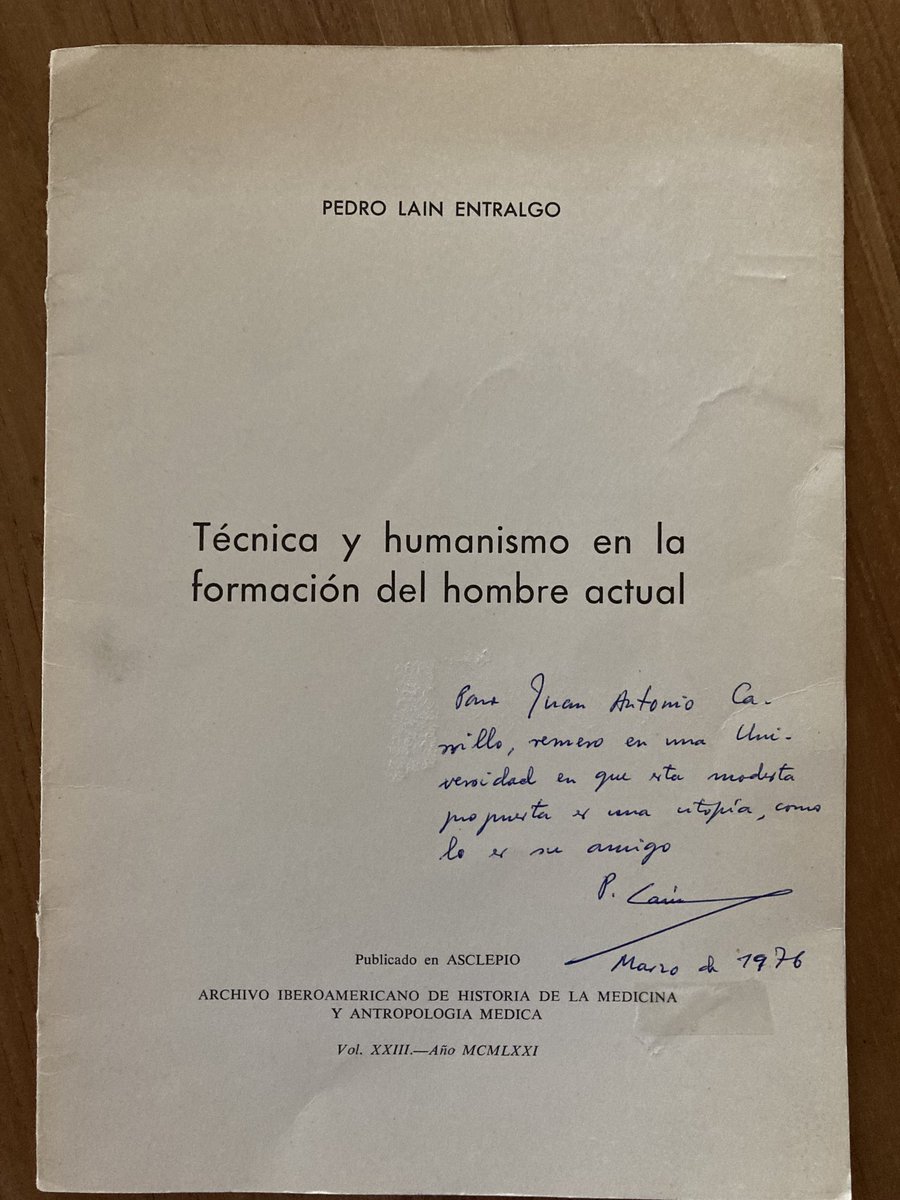 PEDRO LAIN ENTRALGO
Técnica y humanismo en la
formación del hombre actual
Para Juan Antonio Ca-
rrillo, remero en una Uni-
versidad en que esta modesta
propuesta es una utopía, como
lo es su amigo
P. Laín
Marzo de 1976
Publicado en ASCLEPIO
ARCHIVO IBEROAMERICANO DE HISTORIA DE LA MEDICINA
Y ANTROPOLOGIA MEDICA
Vol. XXIII.—Año MCMLXXI